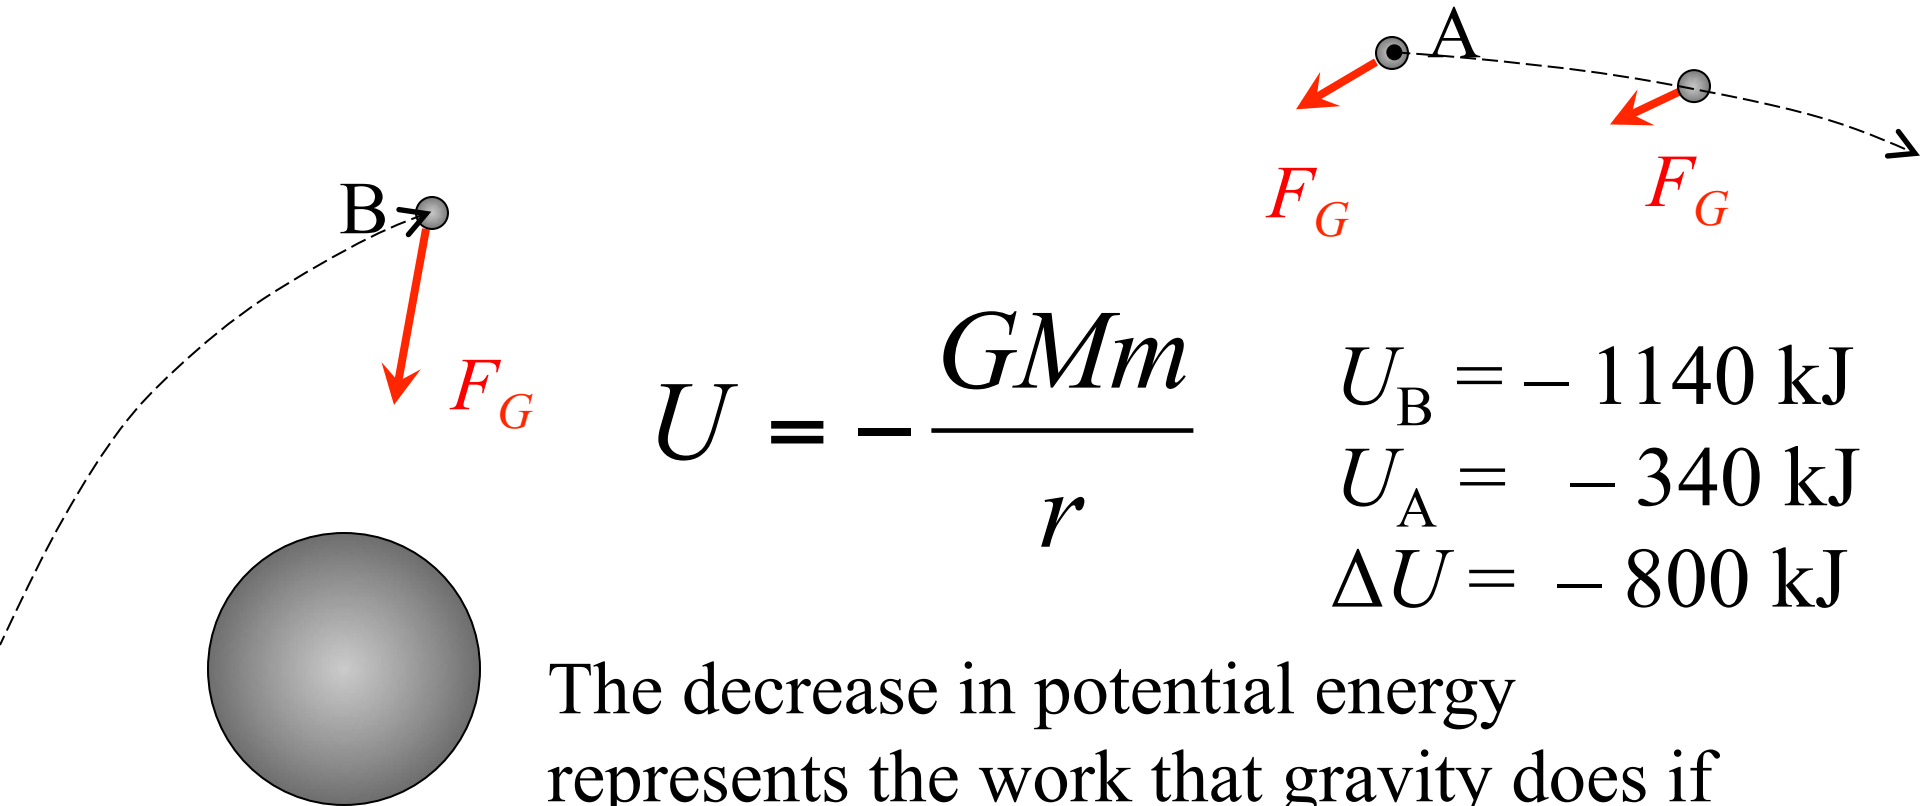 A
F_G
F_G
B
F_G
U = − GMm / r
U_B = – 1140 kJ
U_A = – 340 kJ
ΔU = – 800 kJ
The decrease in potential energy
represents the work that gravity does if